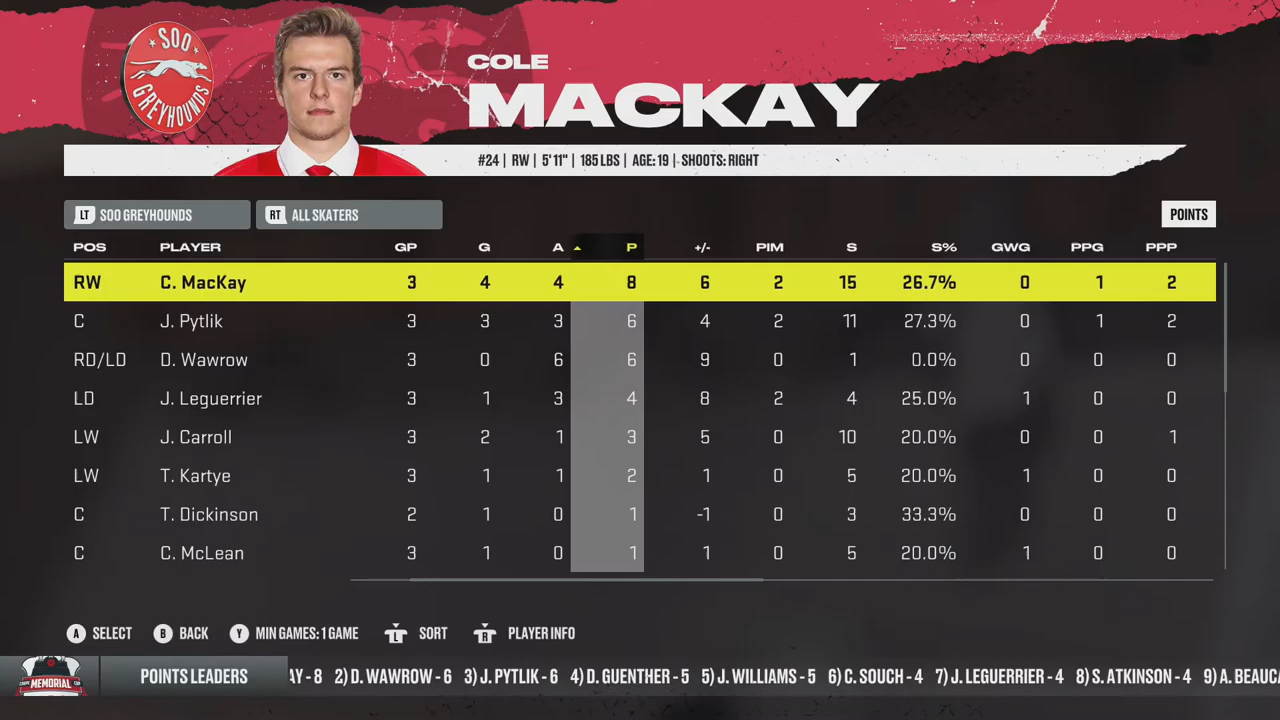 SOO
GREYHOUNDS
COLE
MACKAY
#24 | RW | 5'11" | 185 LBS | AGE: 19 | SHOOTS: RIGHT
LT SOO GREYHOUNDS RT ALL SKATERS POINTS
POS PLAYER GP G A P +/- PIM S S% GWG PPG PPP
RW C. MacKay 3 4 4 8 6 2 15 26.7% 0 1 2
C J. Pytlik 3 3 3 6 4 2 11 27.3% 0 1 2
RD/LD D. Wawrow 3 0 6 6 9 0 1 0.0% 0 0 0
LD J. Leguerrier 3 1 3 4 8 2 4 25.0% 1 0 0
LW J. Carroll 3 2 1 3 5 0 10 20.0% 0 0 1
LW T. Kartye 3 1 1 2 1 0 5 20.0% 1 0 0
C T. Dickinson 2 1 0 1 -1 0 3 33.3% 0 0 0
C C. McLean 3 1 0 1 1 0 5 20.0% 1 0 0
A SELECT B BACK Y MIN GAMES: 1 GAME L SORT R PLAYER INFO
MEMORIAL POINTS LEADERS AY - 8 2) D. WAWROW - 6 3) J. PYTLIK - 6 4) D. GUENTHER - 5 5) J. WILLIAMS - 5 6) C. SOUCH - 4 7) J. LEGUERRIER - 4 8) S. ATKINSON - 4 9) A. BEAUCA